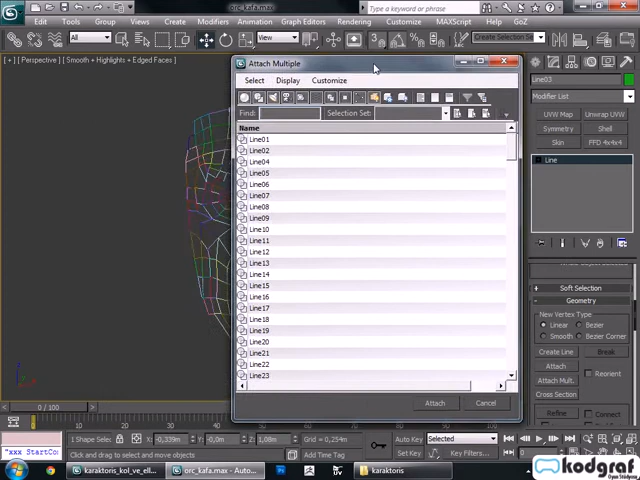 orc_kafa.max
Type a keyword or phrase
Edit Tools Group Views Create Modifiers Animation Graph Editors Rendering Customize MAXScript Help GoZ
All View 3 Create Selection Se
[ + ] [ Perspective ] [ Smooth + Highlights + Edged Faces ]
Attach Multiple
Select Display Customize
Find: Selection Set:
Name
Line01
Line02
Line04
Line05
Line06
Line07
Line08
Line09
Line10
Line11
Line12
Line13
Line14
Line15
Line16
Line17
Line18
Line19
Line20
Line21
Line22
Line23
Attach Cancel
Line03
Modifier List
UVW Map Unwrap UVW
Symmetry Shell
Skin FFD 4x4x4
Line
Soft Selection
Geometry
New Vertex Type
Linear Bezier
Smooth Bezier Corner
Create Line Break
Attach Reorient
Attach Mult.
Cross Section
Refine Connect
0 / 100
1 Shape Selec X: -0,339m Y: -0,0m Z: 1,08m Grid = 0,254m Auto Key Selected
Welcome to M
Click and drag to select and move objects Add Time Tag Set Key Key Filters...
karaktoris_kol_ve_ell... orc_kafa.max - Auto... karaktoris
kodgraf